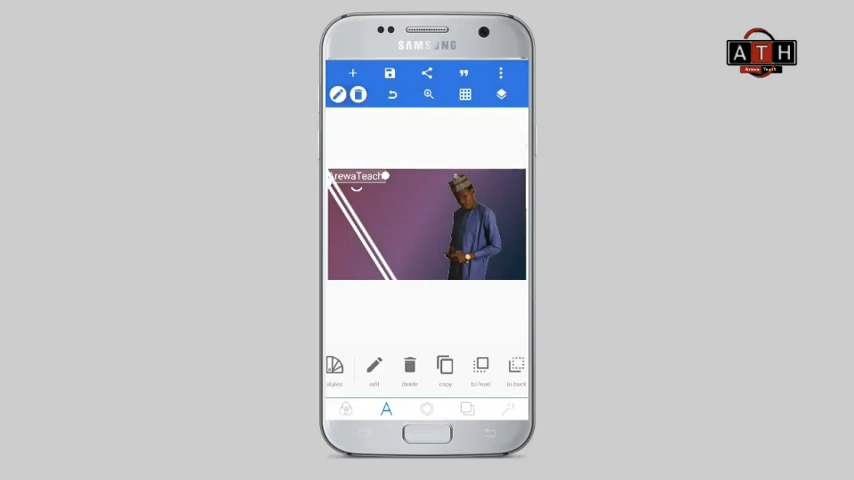 SAMSUNG
ATH
Arewa Teach
rewaTeach
styles
edit
delete
copy
to front
to back